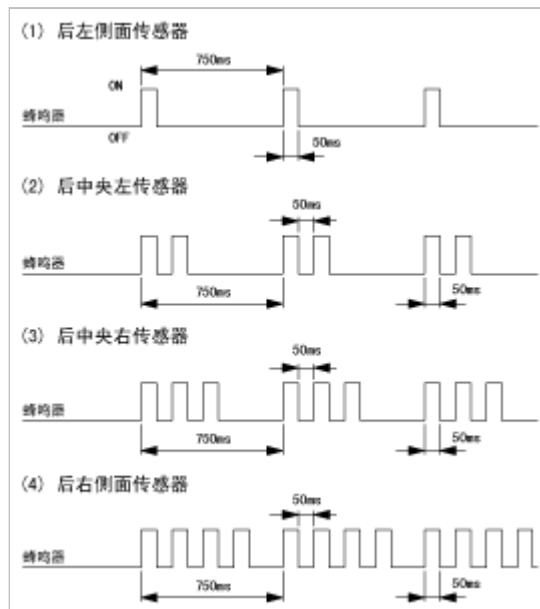 (1) 后左侧面传感器
750ms
ON
蜂鸣器
OFF
50ms
(2) 后中央左传感器
50ms
蜂鸣器
750ms
50ms
(3) 后中央右传感器
50ms
蜂鸣器
750ms
50ms
(4) 后右侧面传感器
50ms
蜂鸣器
750ms
50ms